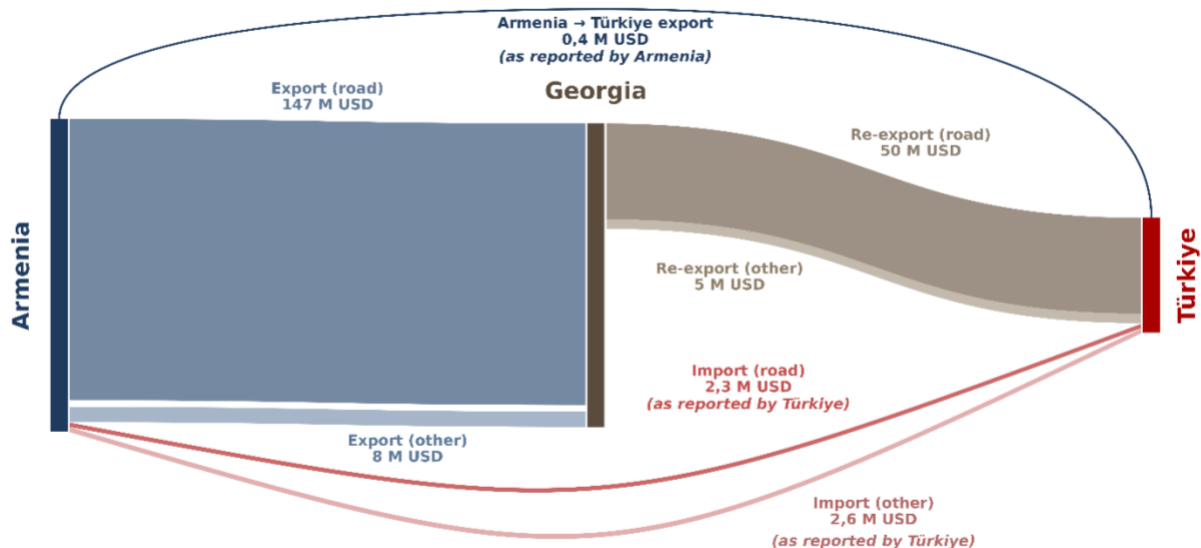 Armenia → Türkiye export
0,4 M USD
(as reported by Armenia)
Export (road)
147 M USD
Georgia
Re-export (road)
50 M USD
Armenia
Türkiye
Re-export (other)
5 M USD
Import (road)
2,3 M USD
(as reported by Türkiye)
Export (other)
8 M USD
Import (other)
2,6 M USD
(as reported by Türkiye)